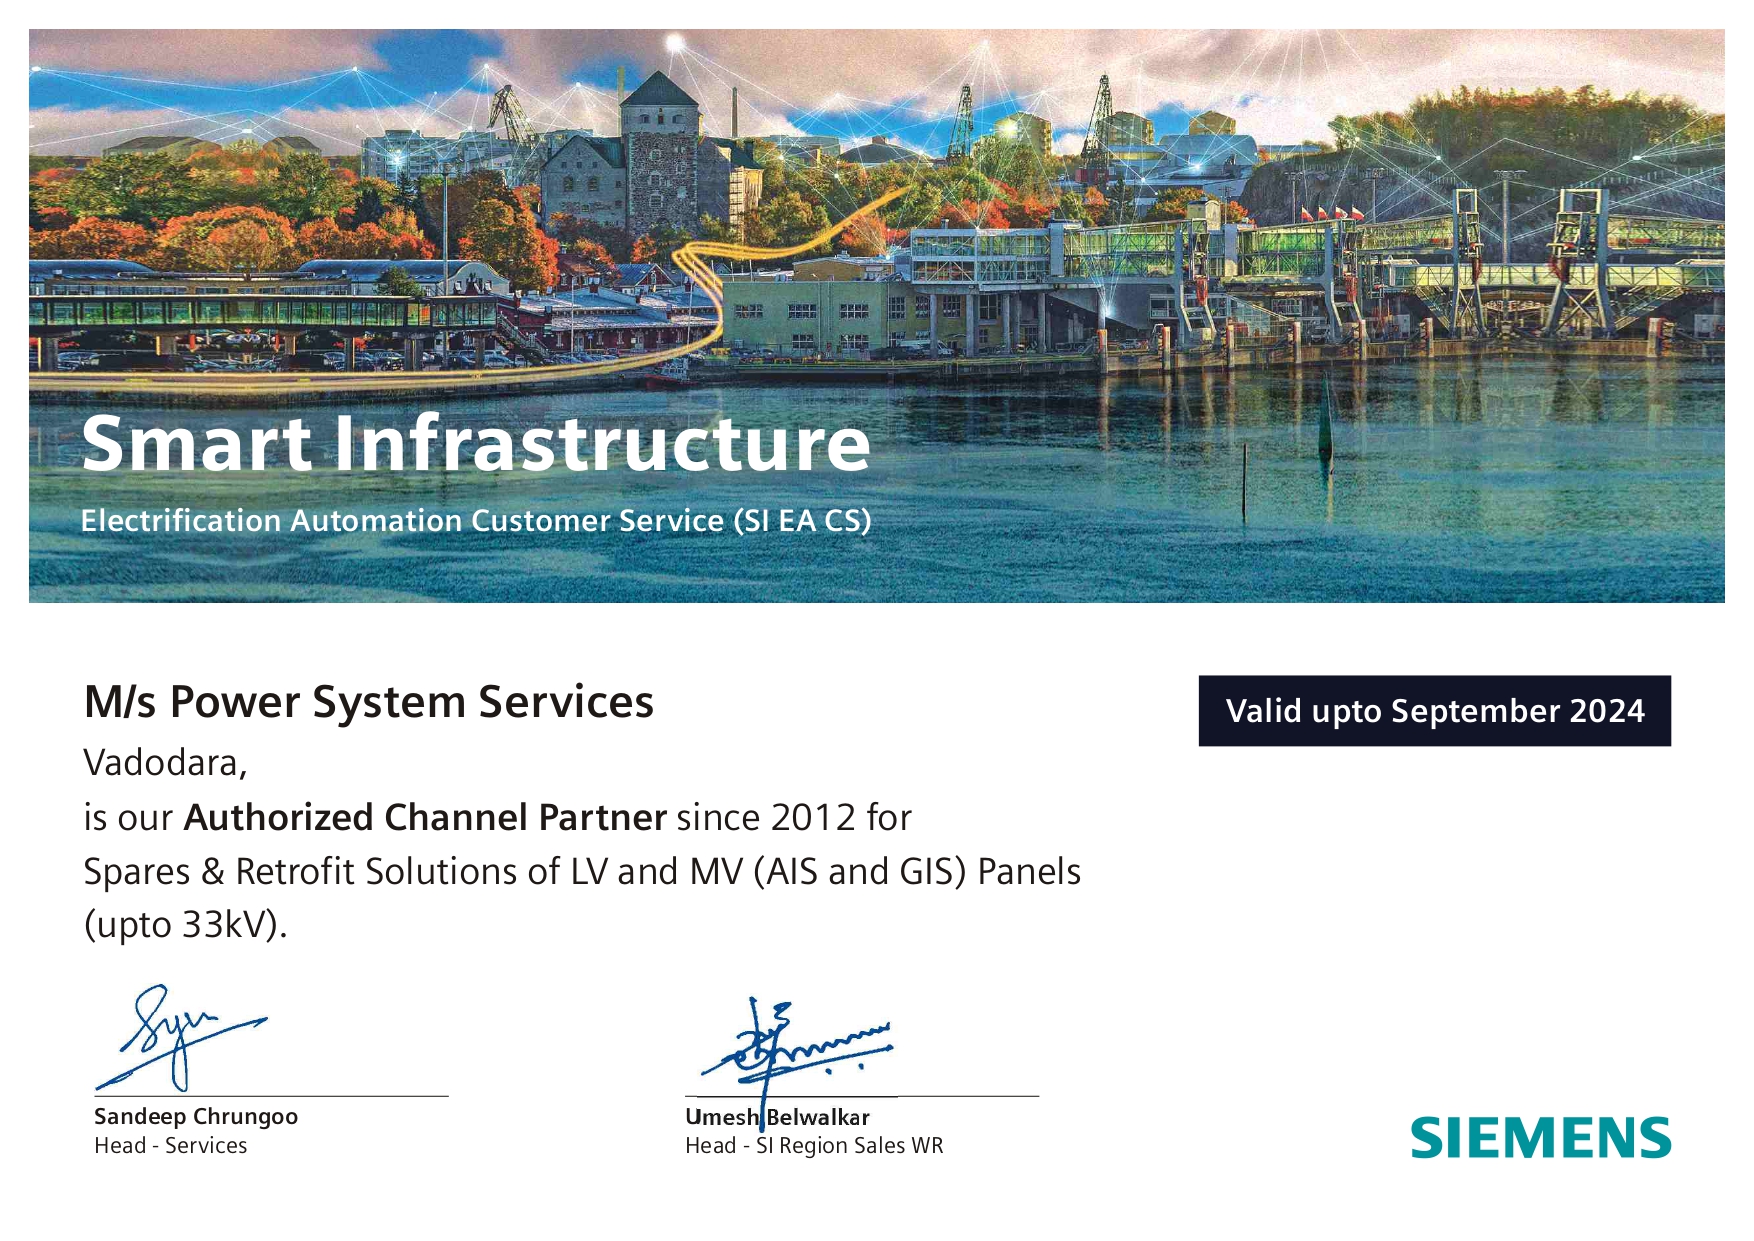 Smart Infrastructure
Electrification Automation Customer Service (SI EA CS)
M/s Power System Services
Valid upto September 2024
Vadodara,
is our Authorized Channel Partner since 2012 for
Spares & Retrofit Solutions of LV and MV (AIS and GIS) Panels
(upto 33kV).
Sandeep Chrungoo
Head - Services
Umesh Belwalkar
Head - SI Region Sales WR
SIEMENS